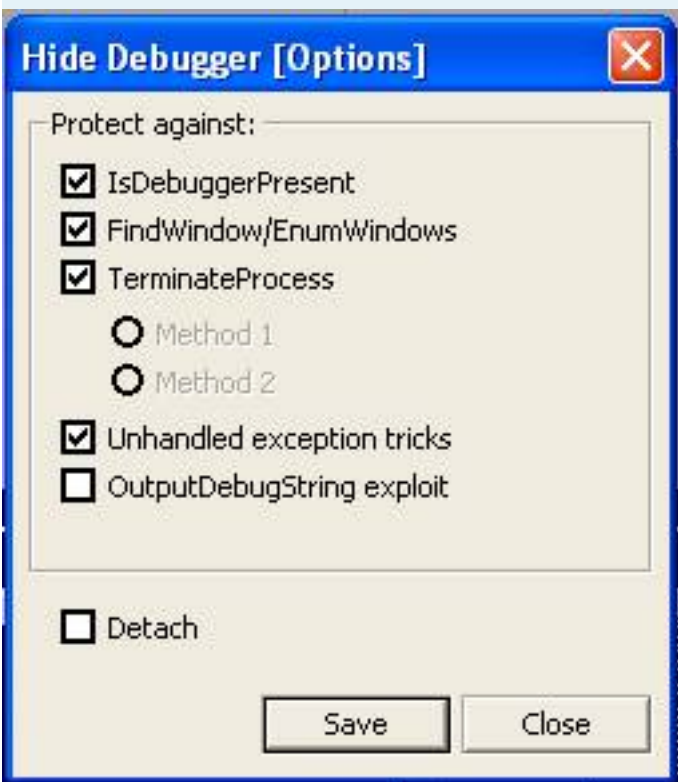 Hide Debugger [Options]
Protect against:
IsDebuggerPresent
FindWindow/EnumWindows
TerminateProcess
Method 1
Method 2
Unhandled exception tricks
OutputDebugString exploit
Detach
Save
Close